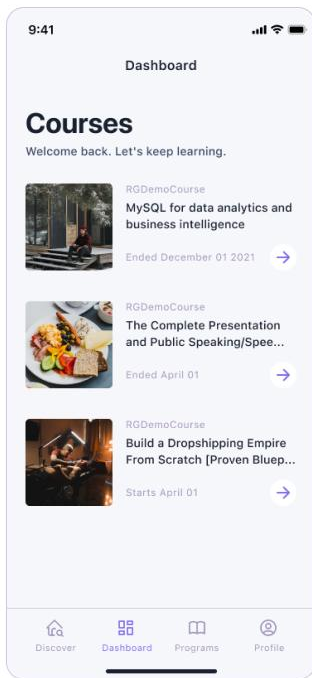 9:41
Dashboard
Courses
Welcome back. Let's keep learning.
RGDemoCourse
MySQL for data analytics and
business intelligence
Ended December 01 2021
RGDemoCourse
The Complete Presentation
and Public Speaking/Spee...
Ended April 01
RGDemoCourse
Build a Dropshipping Empire
From Scratch [Proven Bluep...
Starts April 01
Discover
Dashboard
Programs
Profile